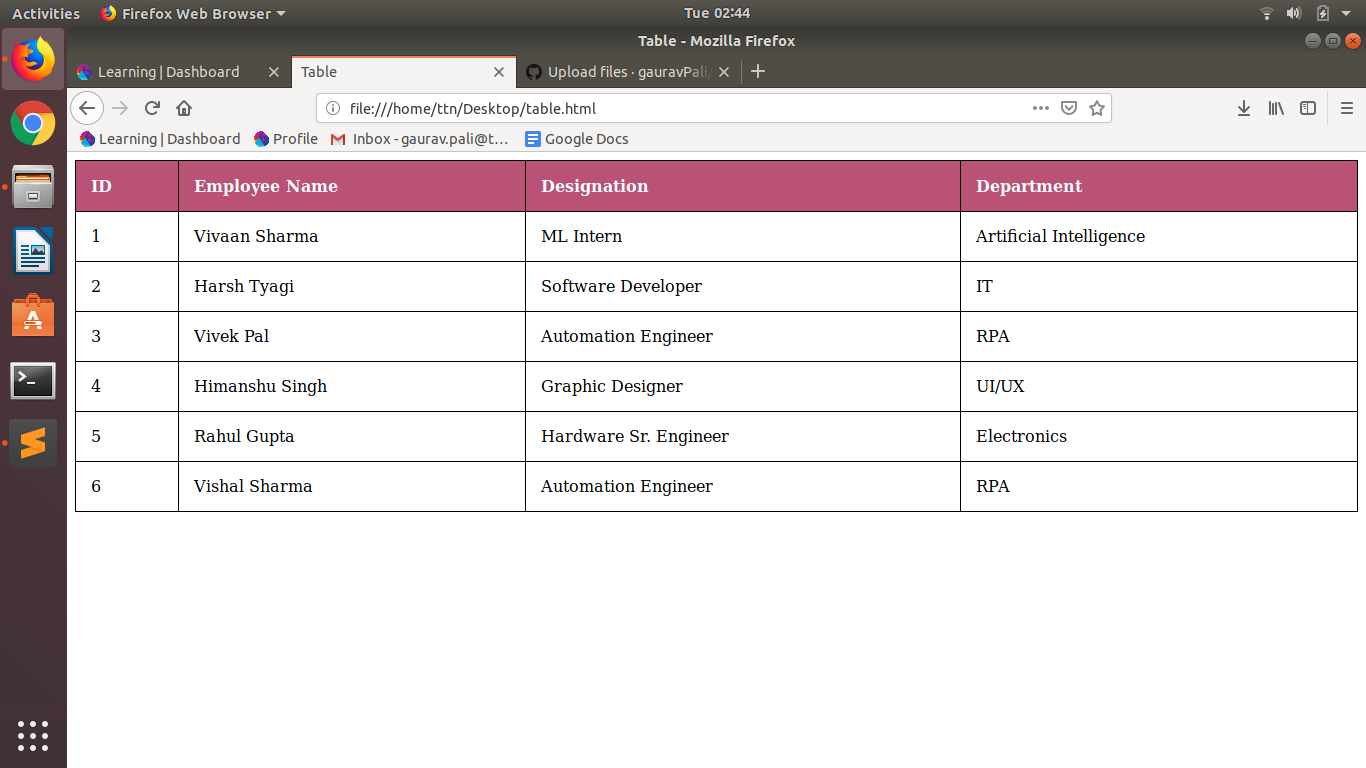 Activities Firefox Web Browser Tue 02:44
Table - Mozilla Firefox
Learning | Dashboard Table Upload files · gauravPali/
file:///home/ttn/Desktop/table.html
Learning | Dashboard Profile Inbox - gaurav.pali@t... Google Docs
ID Employee Name Designation Department
1 Vivaan Sharma ML Intern Artificial Intelligence
2 Harsh Tyagi Software Developer IT
3 Vivek Pal Automation Engineer RPA
4 Himanshu Singh Graphic Designer UI/UX
5 Rahul Gupta Hardware Sr. Engineer Electronics
6 Vishal Sharma Automation Engineer RPA